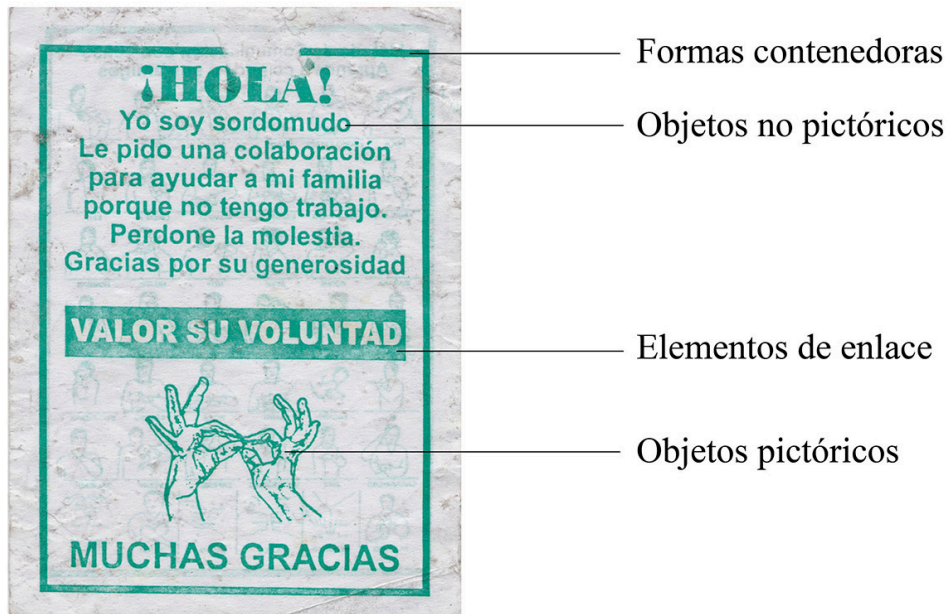 ¡HOLA!
Yo soy sordomudo
Le pido una colaboración
para ayudar a mi familia
porque no tengo trabajo.
Perdone la molestia.
Gracias por su generosidad
VALOR SU VOLUNTAD
MUCHAS GRACIAS
Formas contenedoras
Objetos no pictóricos
Elementos de enlace
Objetos pictóricos